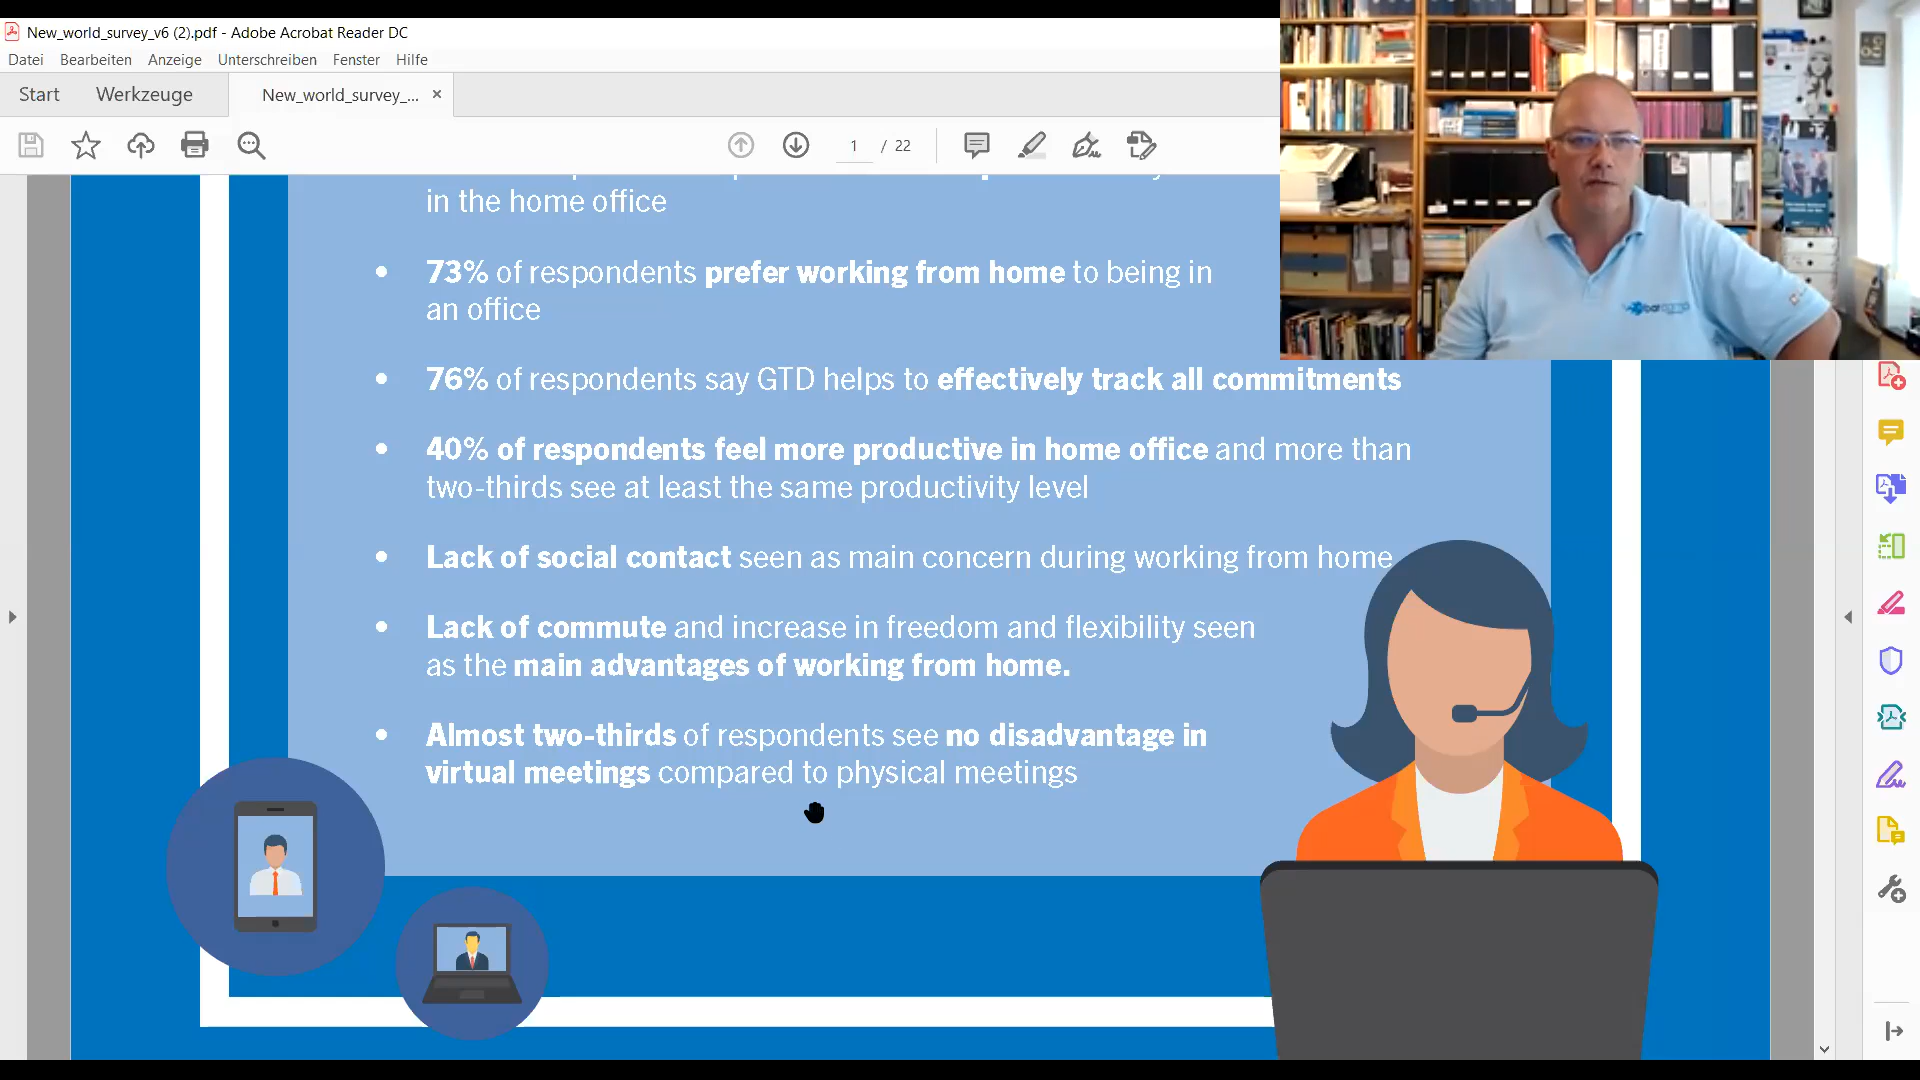 New_world_survey_v6 (2).pdf - Adobe Acrobat Reader DC
Datei Bearbeiten Anzeige Unterschreiben Fenster Hilfe
Start Werkzeuge New_world_survey_... ×
1 / 22
in the home office
• 73% of respondents prefer working from home to being in
an office
• 76% of respondents say GTD helps to effectively track all commitments
• 40% of respondents feel more productive in home office and more than
two-thirds see at least the same productivity level
• Lack of social contact seen as main concern during working from home
• Lack of commute and increase in freedom and flexibility seen
as the main advantages of working from home.
• Almost two-thirds of respondents see no disadvantage in
virtual meetings compared to physical meetings